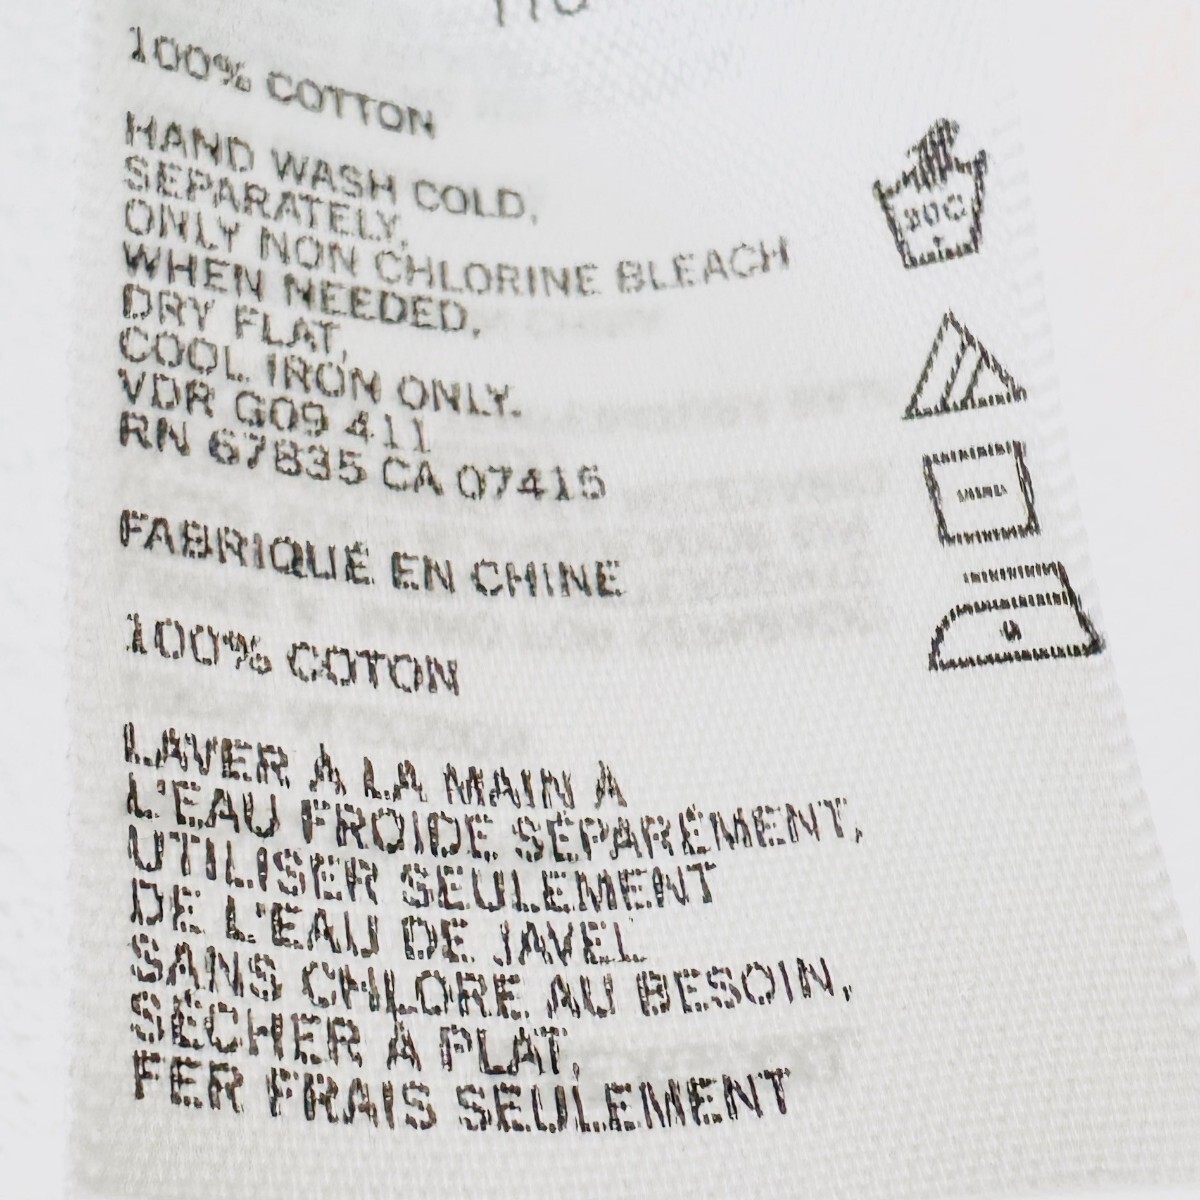 100% COTTON
HAND WASH COLD,
SEPARATELY,
ONLY NON CHLORINE BLEACH
WHEN NEEDED,
DRY FLAT,
COOL IRON ONLY.
VDR G09 411
RN 67835 CA 07415
FABRIQUÉ EN CHINE
100% COTON
LAVER À LA MAIN À
L'EAU FROIDE SÉPARÉMENT,
UTILISER SEULEMENT
DE L'EAU DE JAVEL
SANS CHLORE AU BESOIN,
SÉCHER À PLAT,
FER FRAIS SEULEMENT
30C